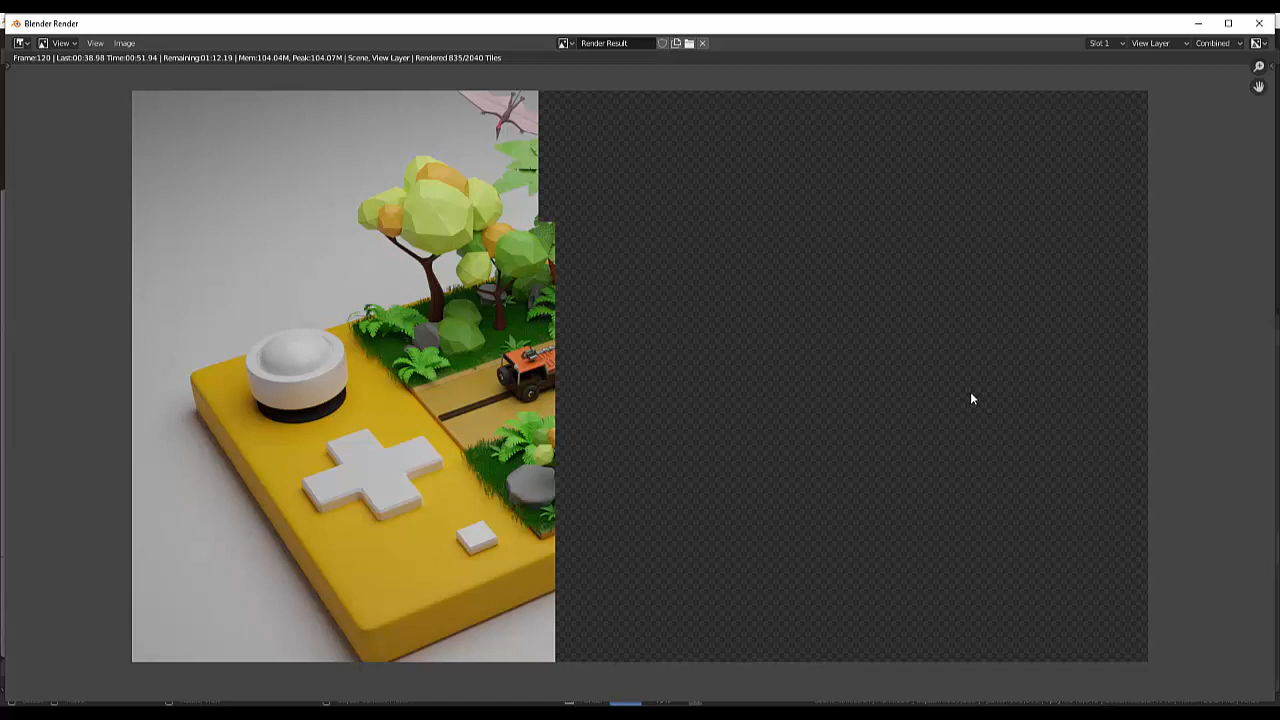 Blender Render
View View Image Render Result Slot 1 View Layer Combined
Frame:120 | Last:00:38.98 Time:00:51.94 | Remaining:01:12.19 | Mem:104.04M, Peak:104.07M | Scene, View Layer | Rendered 835/2040 Tiles